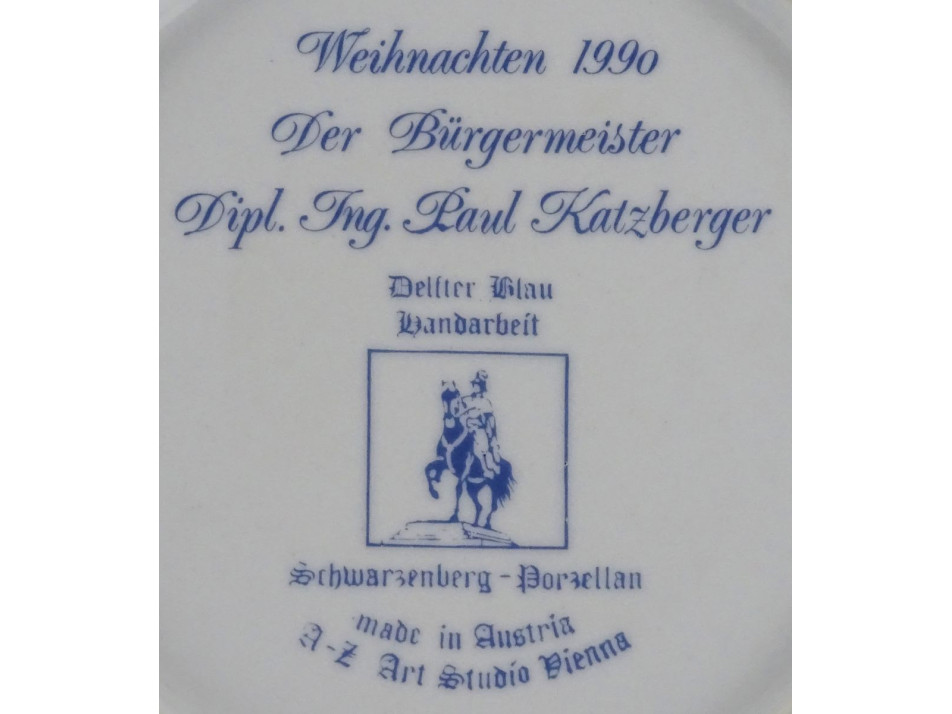 Weihnachten 1990
Der Bürgermeister
Dipl. Ing. Paul Katzberger
Delfter Blau
Handarbeit
Schwarzenberg - Porzellan
made in Austria
A-Z Art Studio Vienna